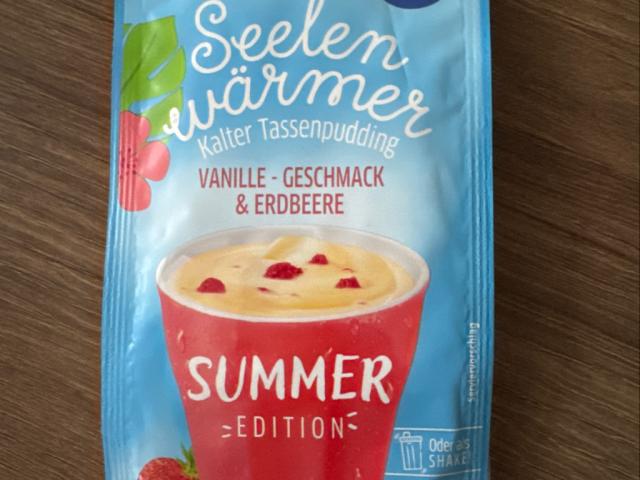 Seelen
wärmer
Kalter Tassenpudding
VANILLE - GESCHMACK
& ERDBEERE
SUMMER
EDITION
Serviervorschlag
Oder als
SHAKE